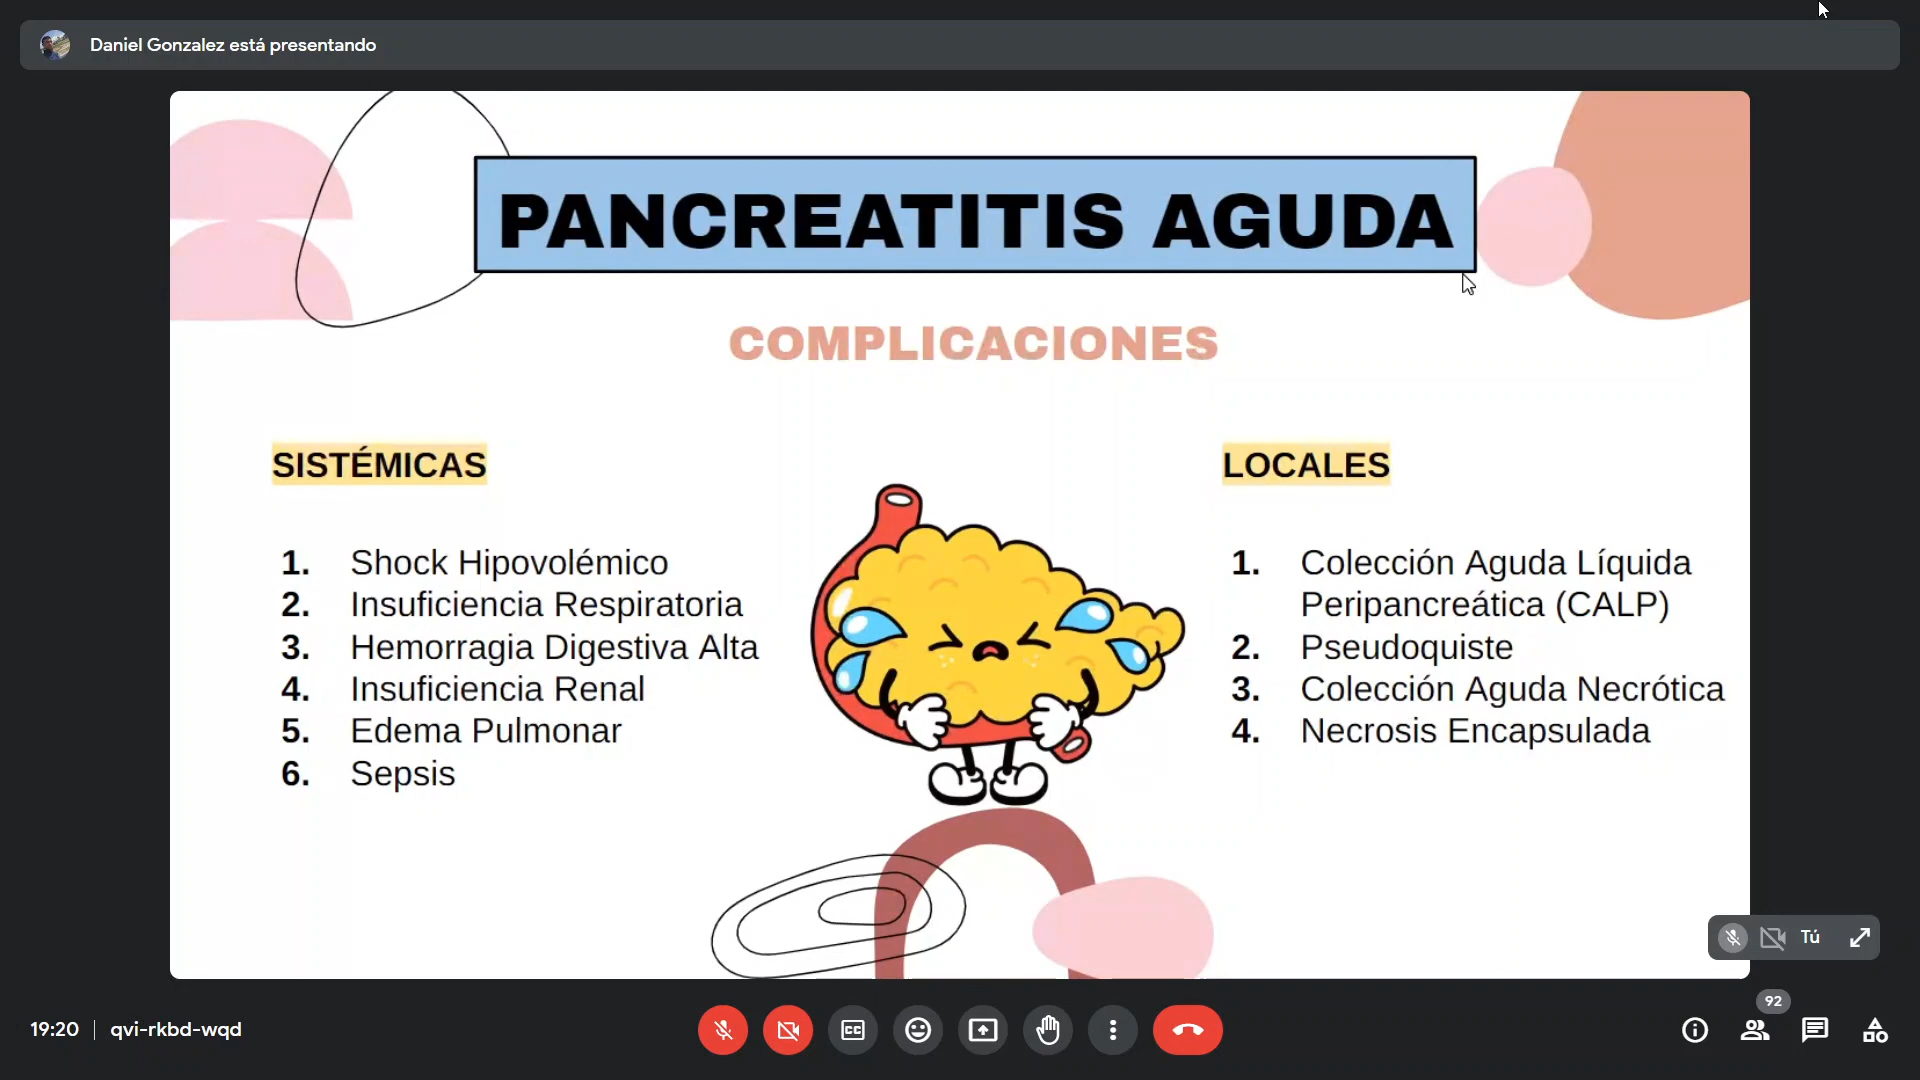 Daniel Gonzalez está presentando
PANCREATITIS AGUDA
COMPLICACIONES
SISTÉMICAS
1. Shock Hipovolémico
2. Insuficiencia Respiratoria
3. Hemorragia Digestiva Alta
4. Insuficiencia Renal
5. Edema Pulmonar
6. Sepsis
LOCALES
1. Colección Aguda Líquida
Peripancreática (CALP)
2. Pseudoquiste
3. Colección Aguda Necrótica
4. Necrosis Encapsulada
Tú
92
19:20 | qvi-rkbd-wqd
CC